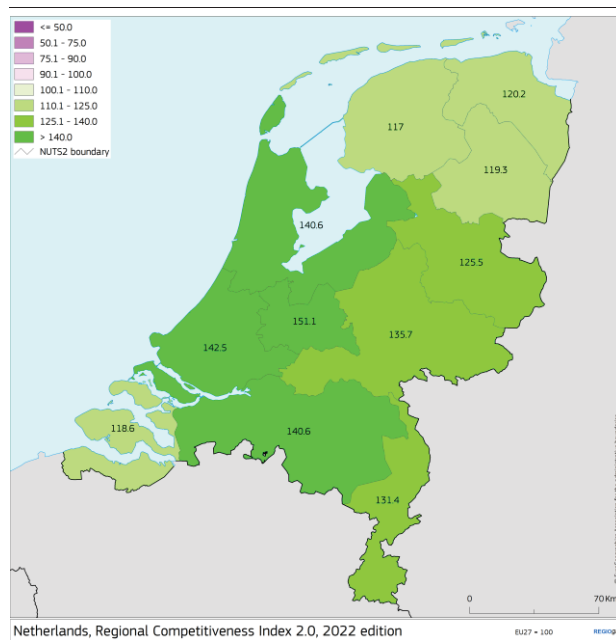 <= 50.0
50.1 - 75.0
75.1 - 90.0
90.1 - 100.0
100.1 - 110.0
110.1 - 125.0
125.1 - 140.0
> 140.0
NUTS2 boundary
120.2
117
119.3
140.6
125.5
151.1
135.7
142.5
118.6
140.6
131.4
0 70 Km
Netherlands, Regional Competitiveness Index 2.0, 2022 edition
EU27 = 100